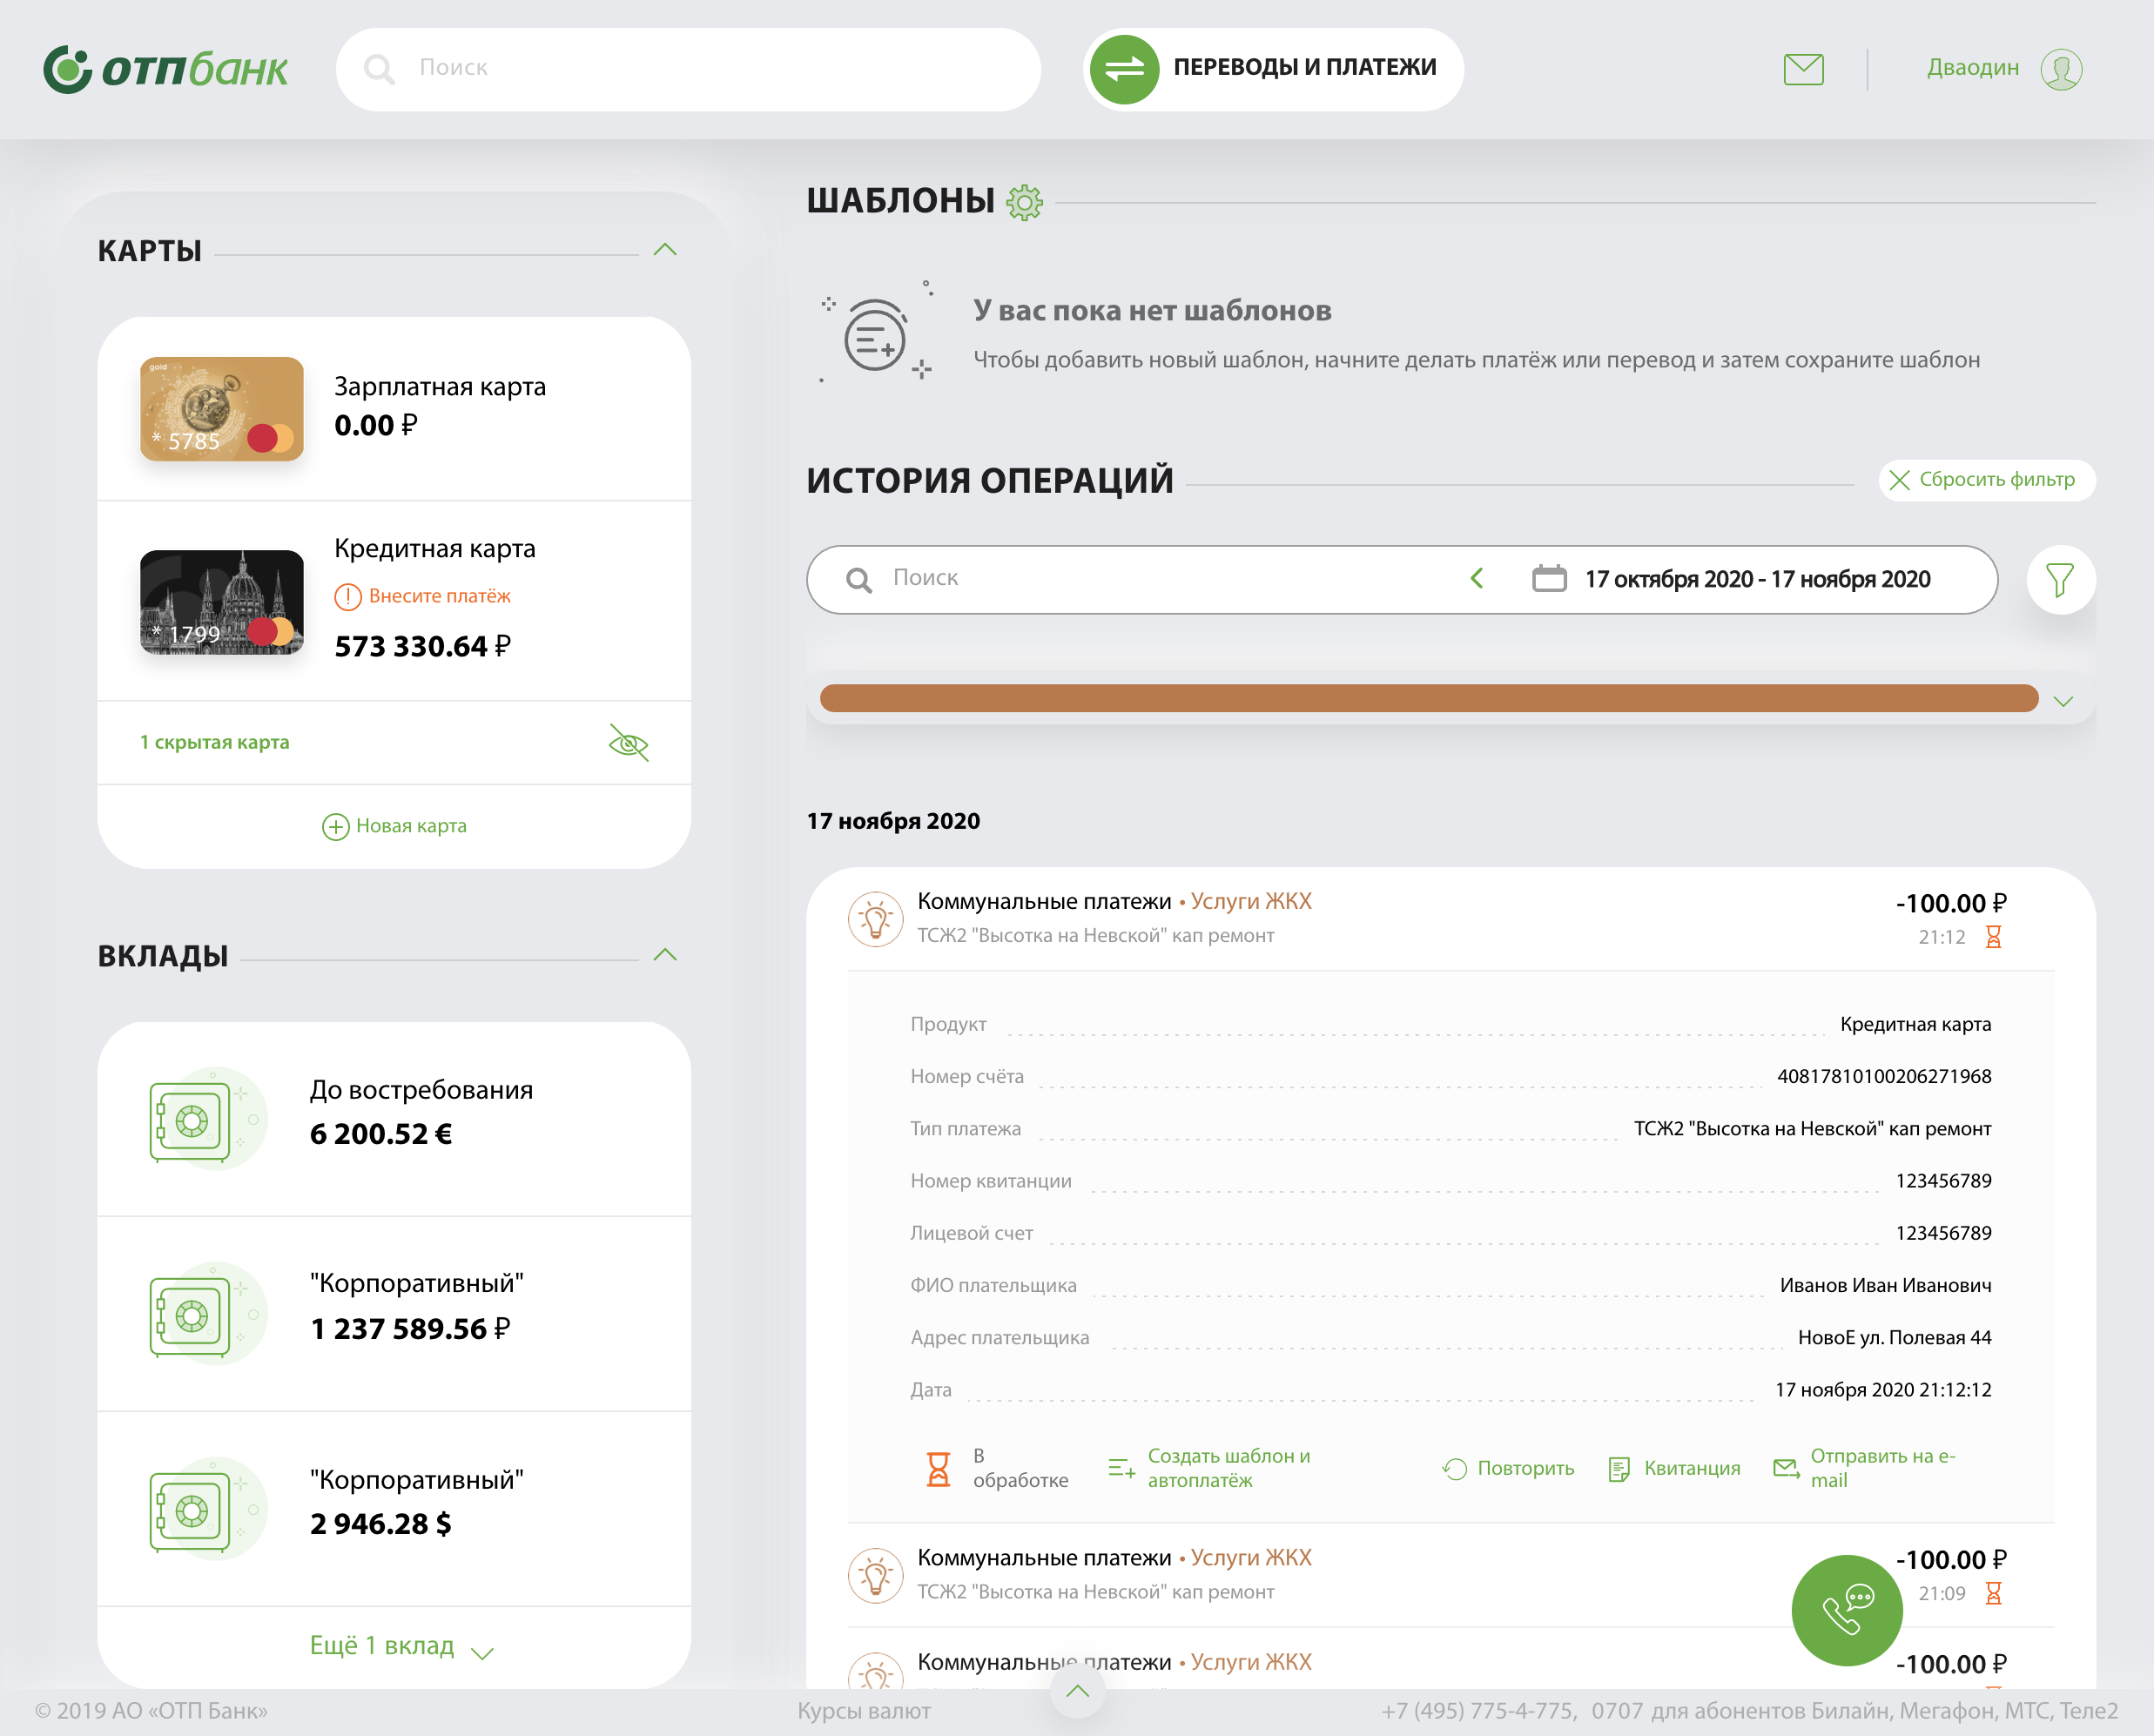 ОТПбанк
Поиск
ПЕРЕВОДЫ И ПЛАТЕЖИ
Дваодин
КАРТЫ
gold
* 5785
Зарплатная карта
0.00 ₽
* 1799
Кредитная карта
Внесите платёж
573 330.64 ₽
1 скрытая карта
Новая карта
ВКЛАДЫ
До востребования
6 200.52 €
"Корпоративный"
1 237 589.56 ₽
"Корпоративный"
2 946.28 $
Ещё 1 вклад
ШАБЛОНЫ
У вас пока нет шаблонов
Чтобы добавить новый шаблон, начните делать платёж или перевод и затем сохраните шаблон
ИСТОРИЯ ОПЕРАЦИЙ
Сбросить фильтр
Поиск
17 октября 2020 - 17 ноября 2020
17 ноября 2020
Коммунальные платежи • Услуги ЖКХ
-100.00 ₽
ТСЖ2 "Высотка на Невской" кап ремонт
21:12
Продукт Кредитная карта
Номер счёта 40817810100206271968
Тип платежа ТСЖ2 "Высотка на Невской" кап ремонт
Номер квитанции 123456789
Лицевой счет 123456789
ФИО плательщика Иванов Иван Иванович
Адрес плательщика НовоЕ ул. Полевая 44
Дата 17 ноября 2020 21:12:12
В
обработке
Создать шаблон и
автоплатёж
Повторить
Квитанция
Отправить на e-
mail
Коммунальные платежи • Услуги ЖКХ
-100.00 ₽
ТСЖ2 "Высотка на Невской" кап ремонт
21:09
Коммунальные платежи • Услуги ЖКХ
-100.00 ₽
© 2019 АО «ОТП Банк»
Курсы валют
+7 (495) 775-4-775, 0707 для абонентов Билайн, Мегафон, МТС, Теле2